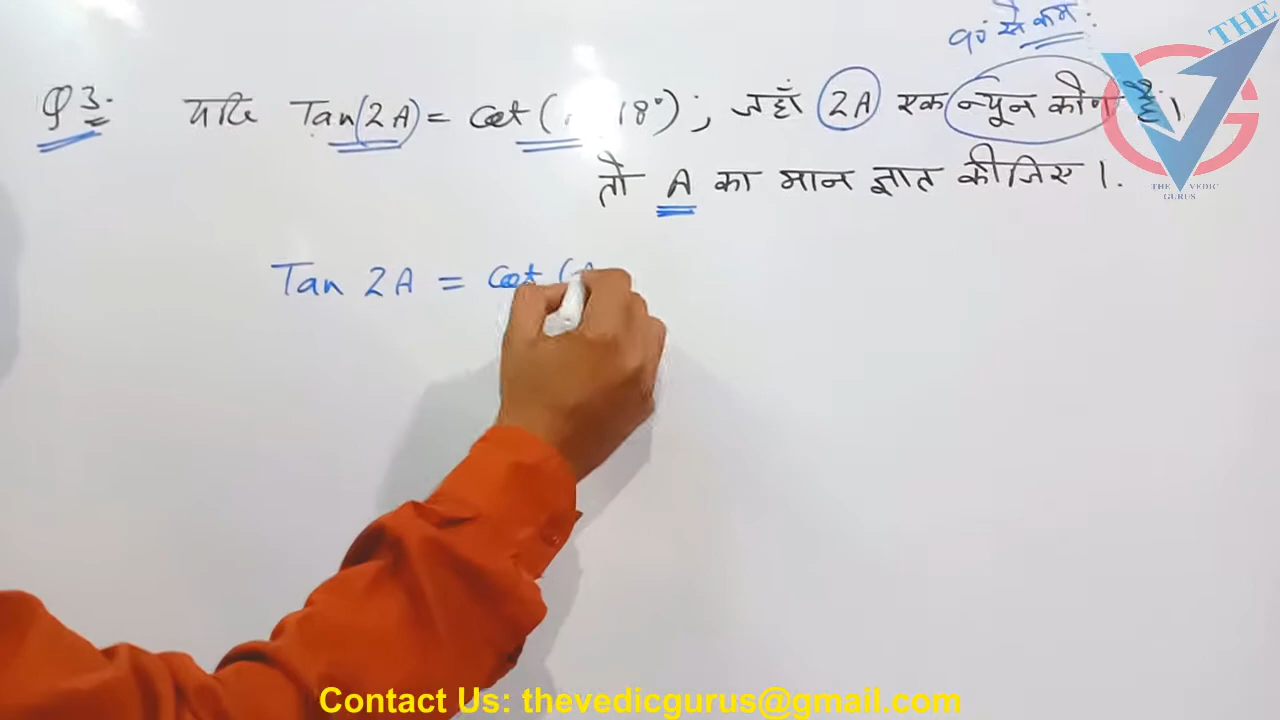 90° से कम.
Q3. यदि Tan(2A) = Cot( 18°); जहाँ 2A एक न्यून कोण है।
तो A का मान ज्ञात कीजिए।
Tan 2A = Cot (A
THE
THE VEDIC
GURUS
Contact Us: thevedicgurus@gmail.com